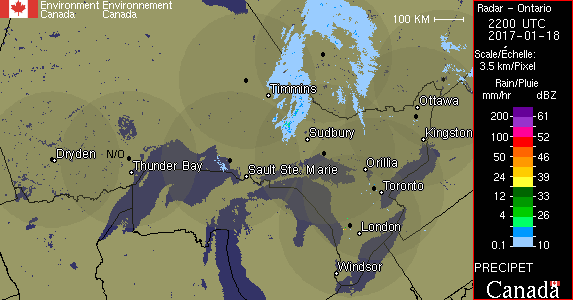 Environment Environnement
Canada Canada
100 KM
Timmins
Ottawa
Sudbury
Kingston
Dryden
N/O
Thunder Bay
Sault Ste. Marie
Orillia
Toronto
London
Windsor
Radar - Ontario
2200 UTC
2017-01-18
Scale/Échelle:
3.5 km/Pixel
Rain/Pluie
mm/hr dBZ
200 61
100 52
50 46
24 39
12 33
4 26
0.1 10
PRECIPET
Canada